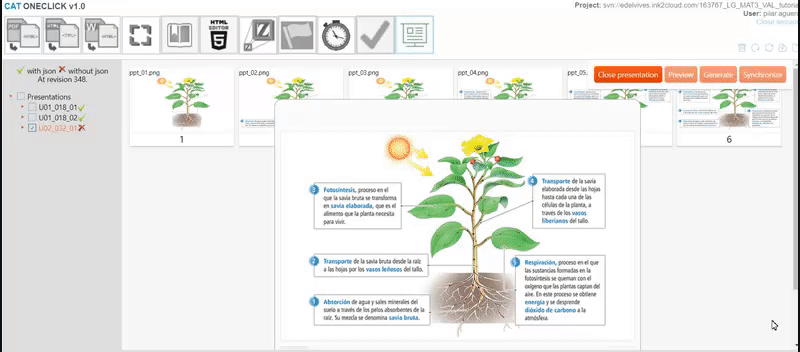 CAT ONECLICK v1.0
Project: svn://edelvives.ink2cloud.com/163767_LG_MAT3_VAL_tutoria
User: pilar aguer
Close session
PDF
<HTML>
<HTML>
W
<HTML>
HTML
EDITOR
5
with json without json
At revision 348.
Presentations
U01_018_01
U01_018_02
U02_032_01
ppt_01.png
ppt_02.png
ppt_03.png
ppt_04.png
ppt_05.
Close presentation
Preview
Generate
Synchronize
1
6
3 Fotosíntesis, proceso en el
que la savia bruta se transforma
en savia elaborada, que es el
alimento que la planta necesita
para vivir.
4 Transporte de la savia
elaborada desde las hojas
hasta cada una de las
células de la planta, a
través de los vasos
liberianos del tallo.
2 Transporte de la savia bruta desde la raíz
a las hojas por los vasos leñosos del tallo.
5 Respiración, proceso en el que
las sustancias formadas en la
fotosíntesis se queman con el
oxígeno que las plantas captan del
aire. En este proceso se obtiene
energía y se desprende
dióxido de carbono a la
atmósfera.
1 Absorción de agua y sales minerales del
suelo a través de los pelos absorbentes de la
raíz. Su mezcla se denomina savia bruta.